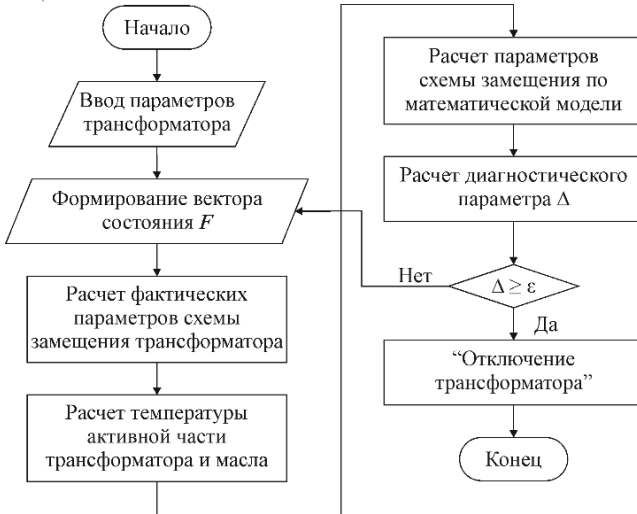 Начало
Ввод параметров
трансформатора
Формирование вектора
состояния F
Расчет фактических
параметров схемы
замещения трансформатора
Расчет температуры
активной части
трансформатора и масла
Расчет параметров
схемы замещения по
математической модели
Расчет диагностического
параметра Δ
Нет
Δ ≥ ε
Да
“Отключение
трансформатора”
Конец